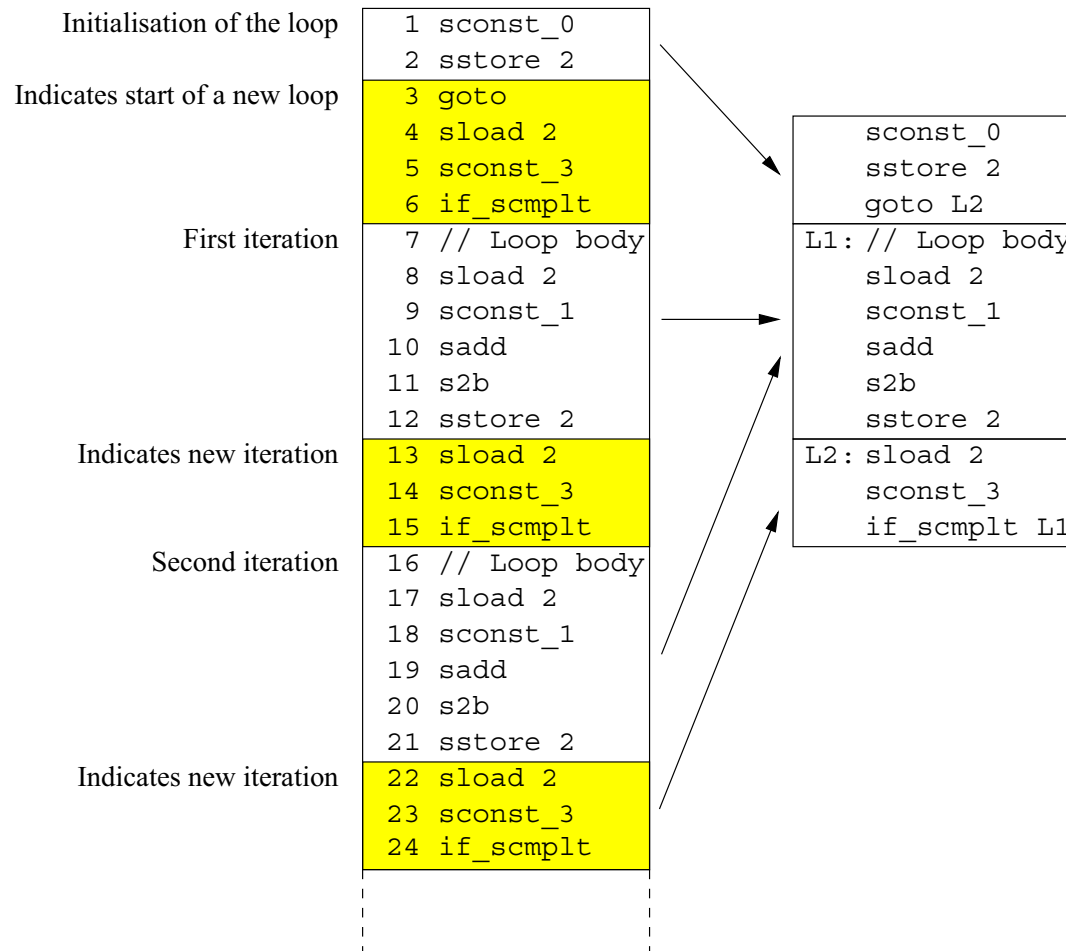 Initialisation of the loop
1 sconst_0
2 sstore 2
Indicates start of a new loop
3 goto
4 sload 2
5 sconst_3
6 if_scmplt
First iteration
7 // Loop body
8 sload 2
9 sconst_1
10 sadd
11 s2b
12 sstore 2
Indicates new iteration
13 sload 2
14 sconst_3
15 if_scmplt
Second iteration
16 // Loop body
17 sload 2
18 sconst_1
19 sadd
20 s2b
21 sstore 2
Indicates new iteration
22 sload 2
23 sconst_3
24 if_scmplt
sconst_0
sstore 2
goto L2
L1: // Loop body
sload 2
sconst_1
sadd
s2b
sstore 2
L2: sload 2
sconst_3
if_scmplt L1